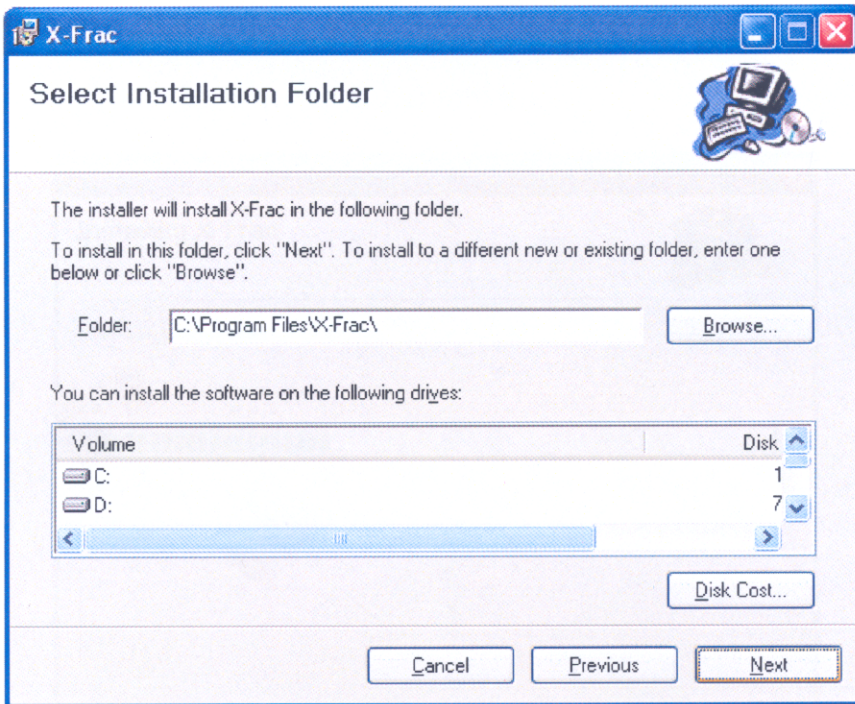 X-Frac
Select Installation Folder
The installer will install X-Frac in the following folder.
To install in this folder, click "Next". To install to a different new or existing folder, enter one
below or click "Browse".
Folder: C:\Program Files\X-Frac\ Browse...
You can install the software on the following drives:
Volume Disk
C: 1
D: 7
Disk Cost...
Cancel Previous Next